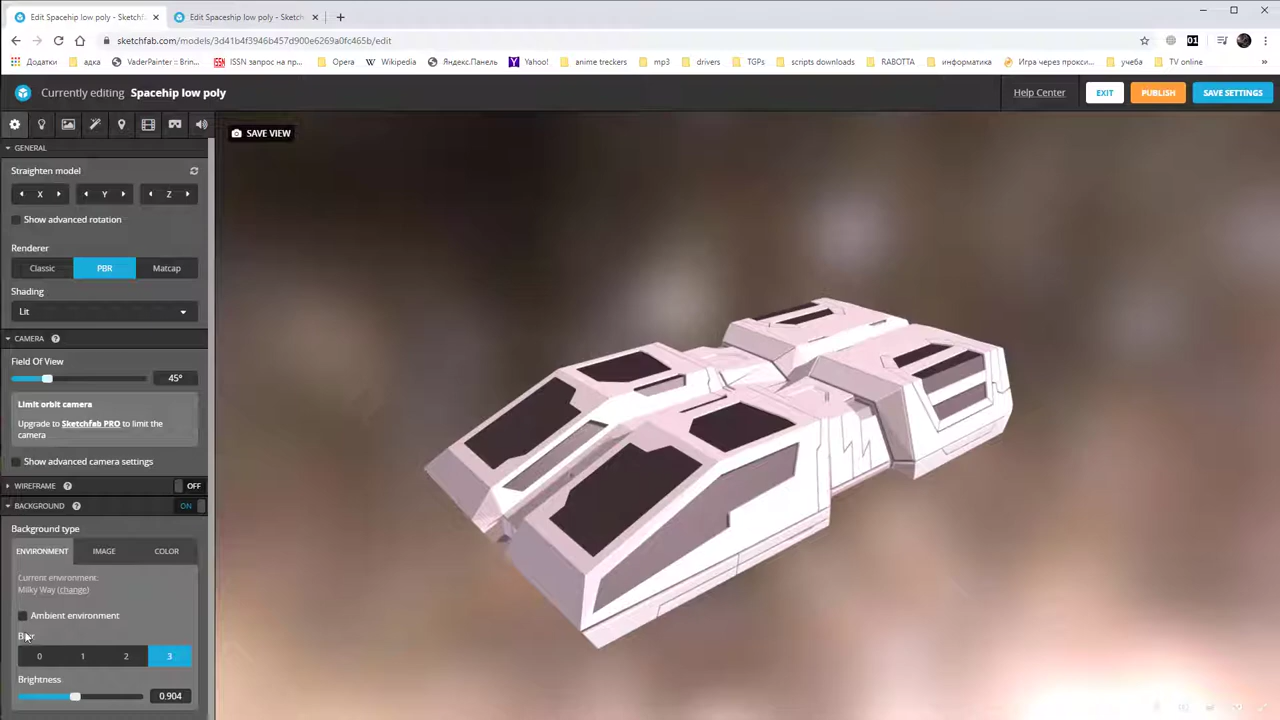 Edit Spaceship low poly - Sketchf
Edit Spaceship low poly - Sketch
sketchfab.com/models/3d41b4f3946b457d900e6269a0fc465b/edit
Додатки
адка
VaderPainter :: Brin...
ISSN запрос на пр...
Opera
Wikipedia
Яндекс.Панель
Yahoo!
anime treckers
mp3
drivers
TGPs
scripts downloads
RABOTTA
информатика
Игра через прокси...
учеба
TV online
Currently editing Spaceship low poly
Help Center
EXIT
PUBLISH
SAVE SETTINGS
SAVE VIEW
GENERAL
Straighten model
X
Y
Z
Show advanced rotation
Renderer
Classic
PBR
Matcap
Shading
Lit
CAMERA
Field Of View
45°
Limit orbit camera
Upgrade to Sketchfab PRO to limit the
camera
Show advanced camera settings
WIREFRAME
OFF
BACKGROUND
ON
Background type
ENVIRONMENT
IMAGE
COLOR
Current environment:
Milky Way (change)
Ambient environment
Blur
0
1
2
3
Brightness
0.904